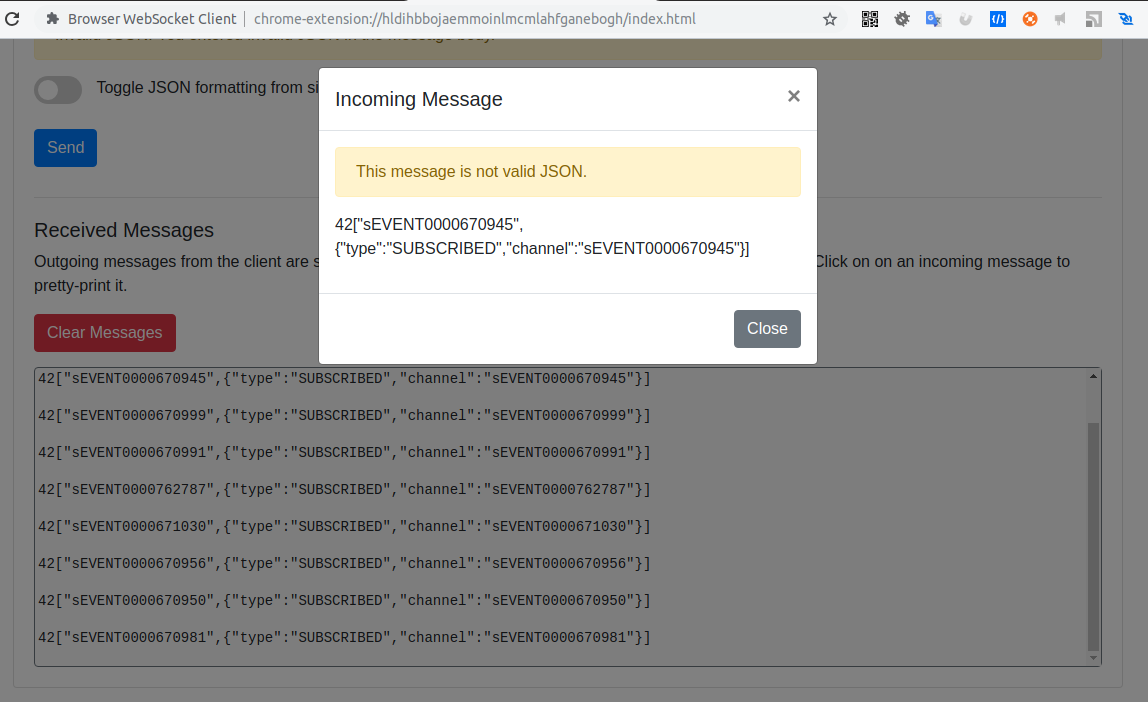 Browser WebSocket Client | chrome-extension://hldihbbojaemmoinlmcmlahfganebogh/index.html
Toggle JSON formatting from si
Incoming Message
×
Send
This message is not valid JSON.
42["sEVENT0000670945",
{"type":"SUBSCRIBED","channel":"sEVENT0000670945"}]
Received Messages
Outgoing messages from the client are s
Click on on an incoming message to
pretty-print it.
Close
Clear Messages
42["sEVENT0000670945",{"type":"SUBSCRIBED","channel":"sEVENT0000670945"}]
42["sEVENT0000670999",{"type":"SUBSCRIBED","channel":"sEVENT0000670999"}]
42["sEVENT0000670991",{"type":"SUBSCRIBED","channel":"sEVENT0000670991"}]
42["sEVENT0000762787",{"type":"SUBSCRIBED","channel":"sEVENT0000762787"}]
42["sEVENT0000671030",{"type":"SUBSCRIBED","channel":"sEVENT0000671030"}]
42["sEVENT0000670956",{"type":"SUBSCRIBED","channel":"sEVENT0000670956"}]
42["sEVENT0000670950",{"type":"SUBSCRIBED","channel":"sEVENT0000670950"}]
42["sEVENT0000670981",{"type":"SUBSCRIBED","channel":"sEVENT0000670981"}]